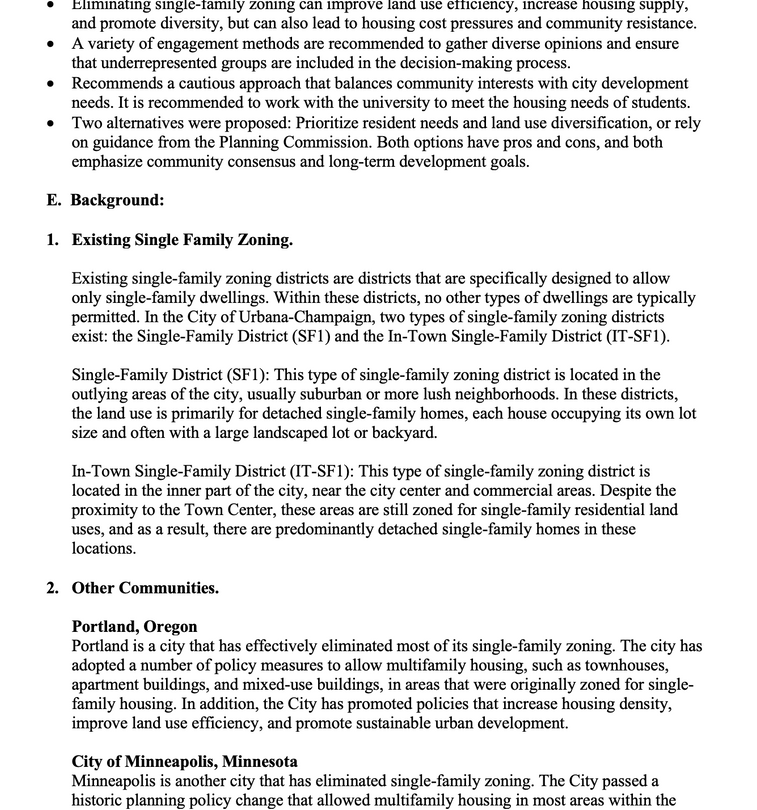 • Eliminating single-family zoning can improve land use efficiency, increase housing supply,
and promote diversity, but can also lead to housing cost pressures and community resistance.
• A variety of engagement methods are recommended to gather diverse opinions and ensure
that underrepresented groups are included in the decision-making process.
• Recommends a cautious approach that balances community interests with city development
needs. It is recommended to work with the university to meet the housing needs of students.
• Two alternatives were proposed: Prioritize resident needs and land use diversification, or rely
on guidance from the Planning Commission. Both options have pros and cons, and both
emphasize community consensus and long-term development goals.
E. Background:
1. Existing Single Family Zoning.
Existing single-family zoning districts are districts that are specifically designed to allow
only single-family dwellings. Within these districts, no other types of dwellings are typically
permitted. In the City of Urbana-Champaign, two types of single-family zoning districts
exist: the Single-Family District (SF1) and the In-Town Single-Family District (IT-SF1).
Single-Family District (SF1): This type of single-family zoning district is located in the
outlying areas of the city, usually suburban or more lush neighborhoods. In these districts,
the land use is primarily for detached single-family homes, each house occupying its own lot
size and often with a large landscaped lot or backyard.
In-Town Single-Family District (IT-SF1): This type of single-family zoning district is
located in the inner part of the city, near the city center and commercial areas. Despite the
proximity to the Town Center, these areas are still zoned for single-family residential land
uses, and as a result, there are predominantly detached single-family homes in these
locations.
2. Other Communities.
Portland, Oregon
Portland is a city that has effectively eliminated most of its single-family zoning. The city has
adopted a number of policy measures to allow multifamily housing, such as townhouses,
apartment buildings, and mixed-use buildings, in areas that were originally zoned for single-
family housing. In addition, the City has promoted policies that increase housing density,
improve land use efficiency, and promote sustainable urban development.
City of Minneapolis, Minnesota
Minneapolis is another city that has eliminated single-family zoning. The City passed a
historic planning policy change that allowed multifamily housing in most areas within the